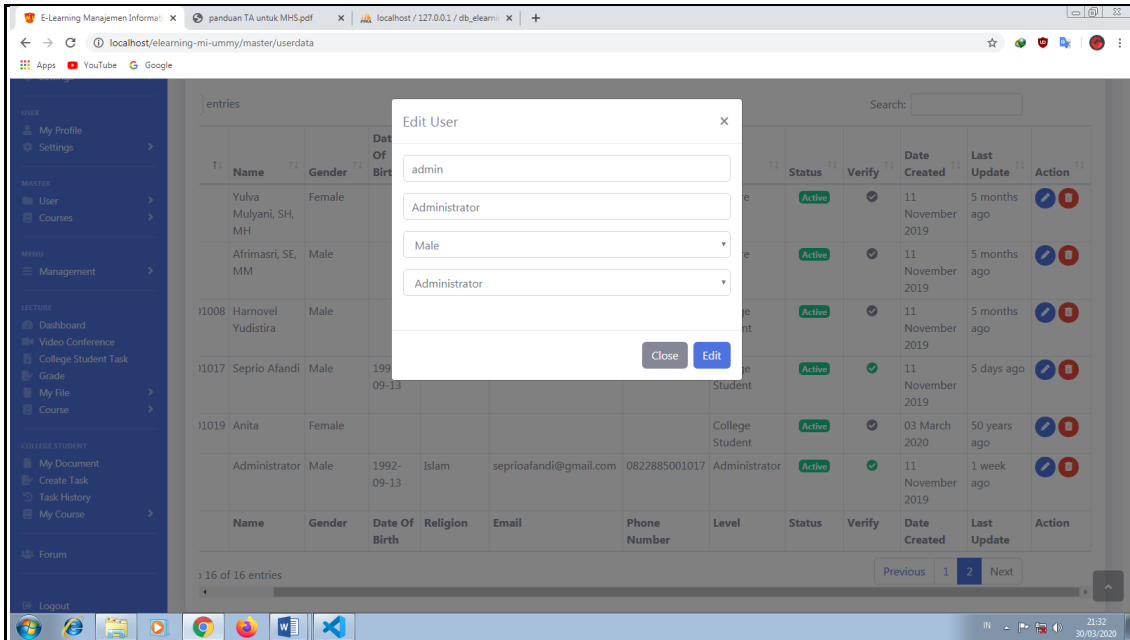 E-Learning Manajemen Informati
panduan TA untuk MHS.pdf
localhost / 127.0.0.1 / db_elearnin
localhost/elearning-mi-ummy/master/userdata
Apps YouTube Google
USER
My Profile
Settings
MASTER
User
Courses
MENU
Management
LECTURE
Dashboard
Video Conference
College Student Task
Grade
My File
Course
COLLEGE STUDENT
My Document
Create Task
Task History
My Course
Forum
Logout
entries
Search:
Edit User
×
admin
Administrator
Male
Administrator
Close Edit
Name Gender Status Verify Date Created Last Update Action
Yulva Mulyani, SH, MH Female Active 11 November 2019 5 months ago
Afrimasri, SE, MM Male Active 11 November 2019 5 months ago
01008 Harnovel Yudistira Male Active 11 November 2019 5 months ago
01017 Seprio Afandi Male 09-13 Student Active 11 November 2019 5 days ago
01019 Anita Female College Student Active 03 March 2020 50 years ago
Administrator Male 1992-09-13 Islam seprioafandi@gmail.com 0822885001017 Administrator Active 11 November 2019 1 week ago
Name Gender Date Of Birth Religion Email Phone Number Level Status Verify Date Created Last Update Action
16 of 16 entries
Previous 1 2 Next
IN
21:32
30/03/2020